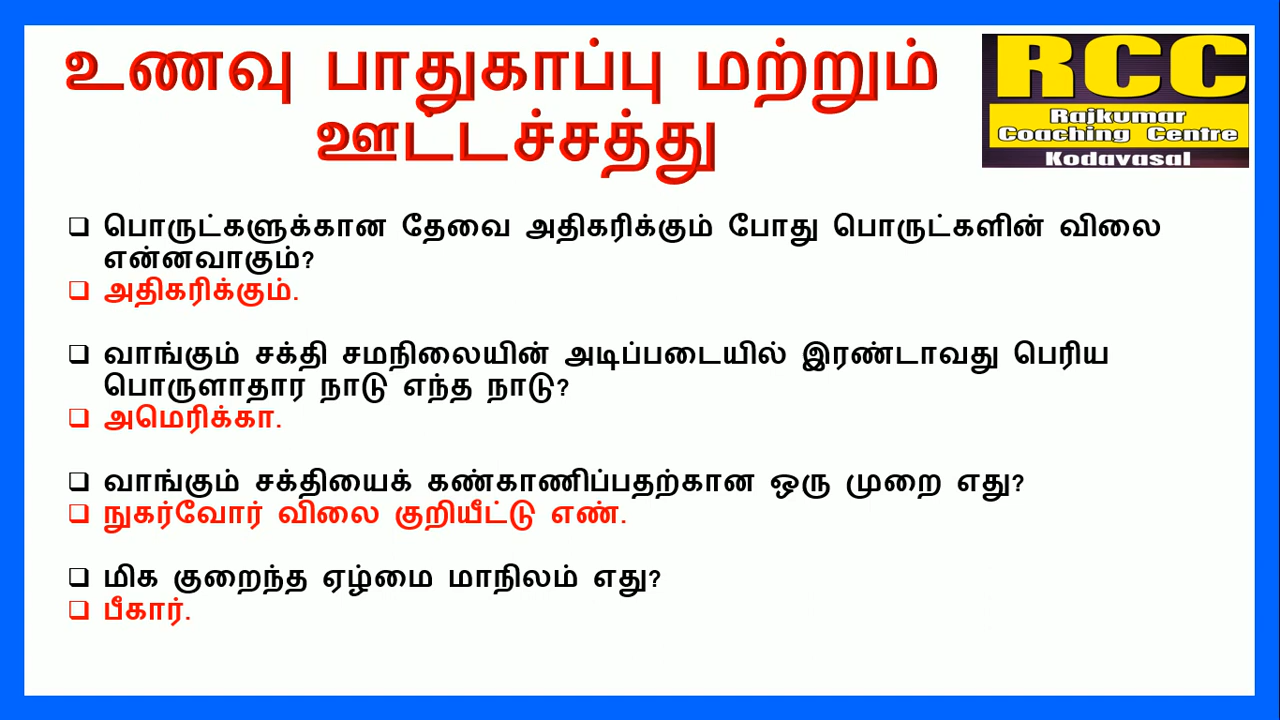 உணவு பாதுகாப்பு மற்றும்
ஊட்டச்சத்து
RCC
Rajkumar
Coaching Centre
Kodavasal
❑ பொருட்களுக்கான தேவை அதிகரிக்கும் போது பொருட்களின் விலை
என்னவாகும்?
❑ அதிகரிக்கும்.
❑ வாங்கும் சக்தி சமநிலையின் அடிப்படையில் இரண்டாவது பெரிய
பொருளாதார நாடு எந்த நாடு?
❑ அமெரிக்கா.
❑ வாங்கும் சக்தியைக் கண்காணிப்பதற்கான ஒரு முறை எது?
❑ நுகர்வோர் விலை குறியீட்டு எண்.
❑ மிக குறைந்த ஏழ்மை மாநிலம் எது?
❑ பீகார்.